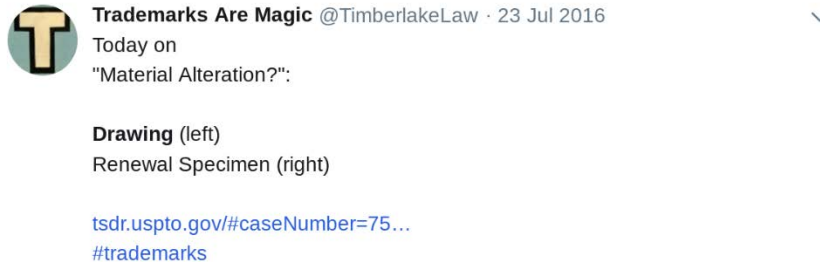 T
Trademarks Are Magic @TimberlakeLaw · 23 Jul 2016
Today on
"Material Alteration?":
Drawing (left)
Renewal Specimen (right)
tsdr.uspto.gov/#caseNumber=75…
#trademarks